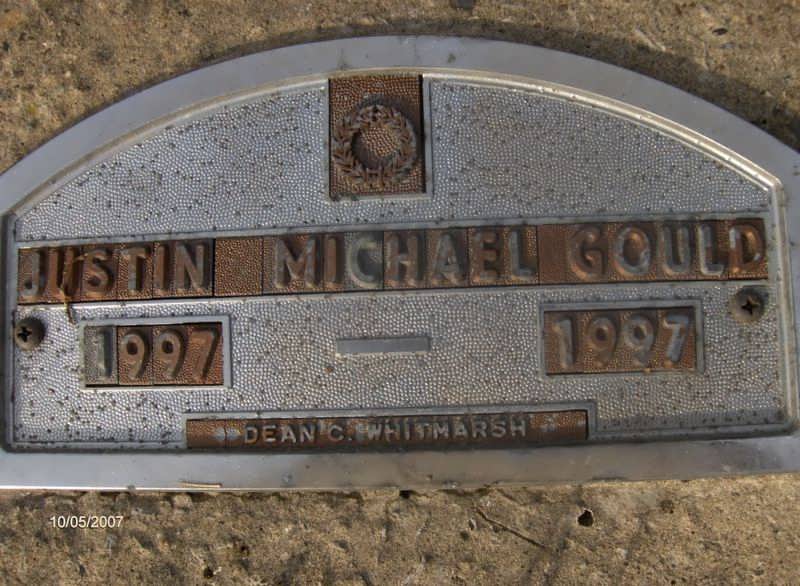 JUSTIN MICHAEL GOULD
1997 — 1997
DEAN C. WHITMARSH
10/05/2007